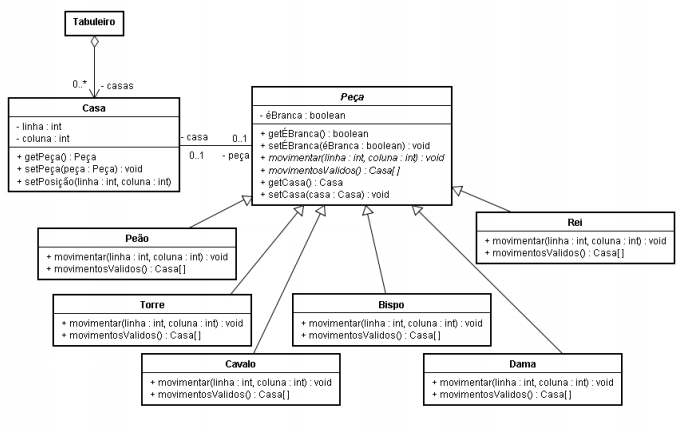 Tabuleiro
0..*
- casas
Casa
- linha : int
- coluna : int
+ getPeça() : Peça
+ setPeça(peça : Peça) : void
+ setPosição(linha : int, coluna : int)
- casa
0..1
0..1
- peça
Peça
- éBranca : boolean
+ getÉBranca() : boolean
+ setÉBranca(éBranca : boolean) : void
+ movimentar(linha : int, coluna : int) : void
+ movimentosValidos() : Casa[]
+ getCasa() : Casa
+ setCasa(casa : Casa) : void
Rei
+ movimentar(linha : int, coluna : int) : void
+ movimentosValidos() : Casa[]
Peão
+ movimentar(linha : int, coluna : int) : void
+ movimentosValidos() : Casa[]
Torre
+ movimentar(linha : int, coluna : int) : void
+ movimentosValidos() : Casa[]
Bispo
+ movimentar(linha : int, coluna : int) : void
+ movimentosValidos() : Casa[]
Cavalo
+ movimentar(linha : int, coluna : int) : void
+ movimentosValidos() : Casa[]
Dama
+ movimentar(linha : int, coluna : int) : void
+ movimentosValidos() : Casa[]